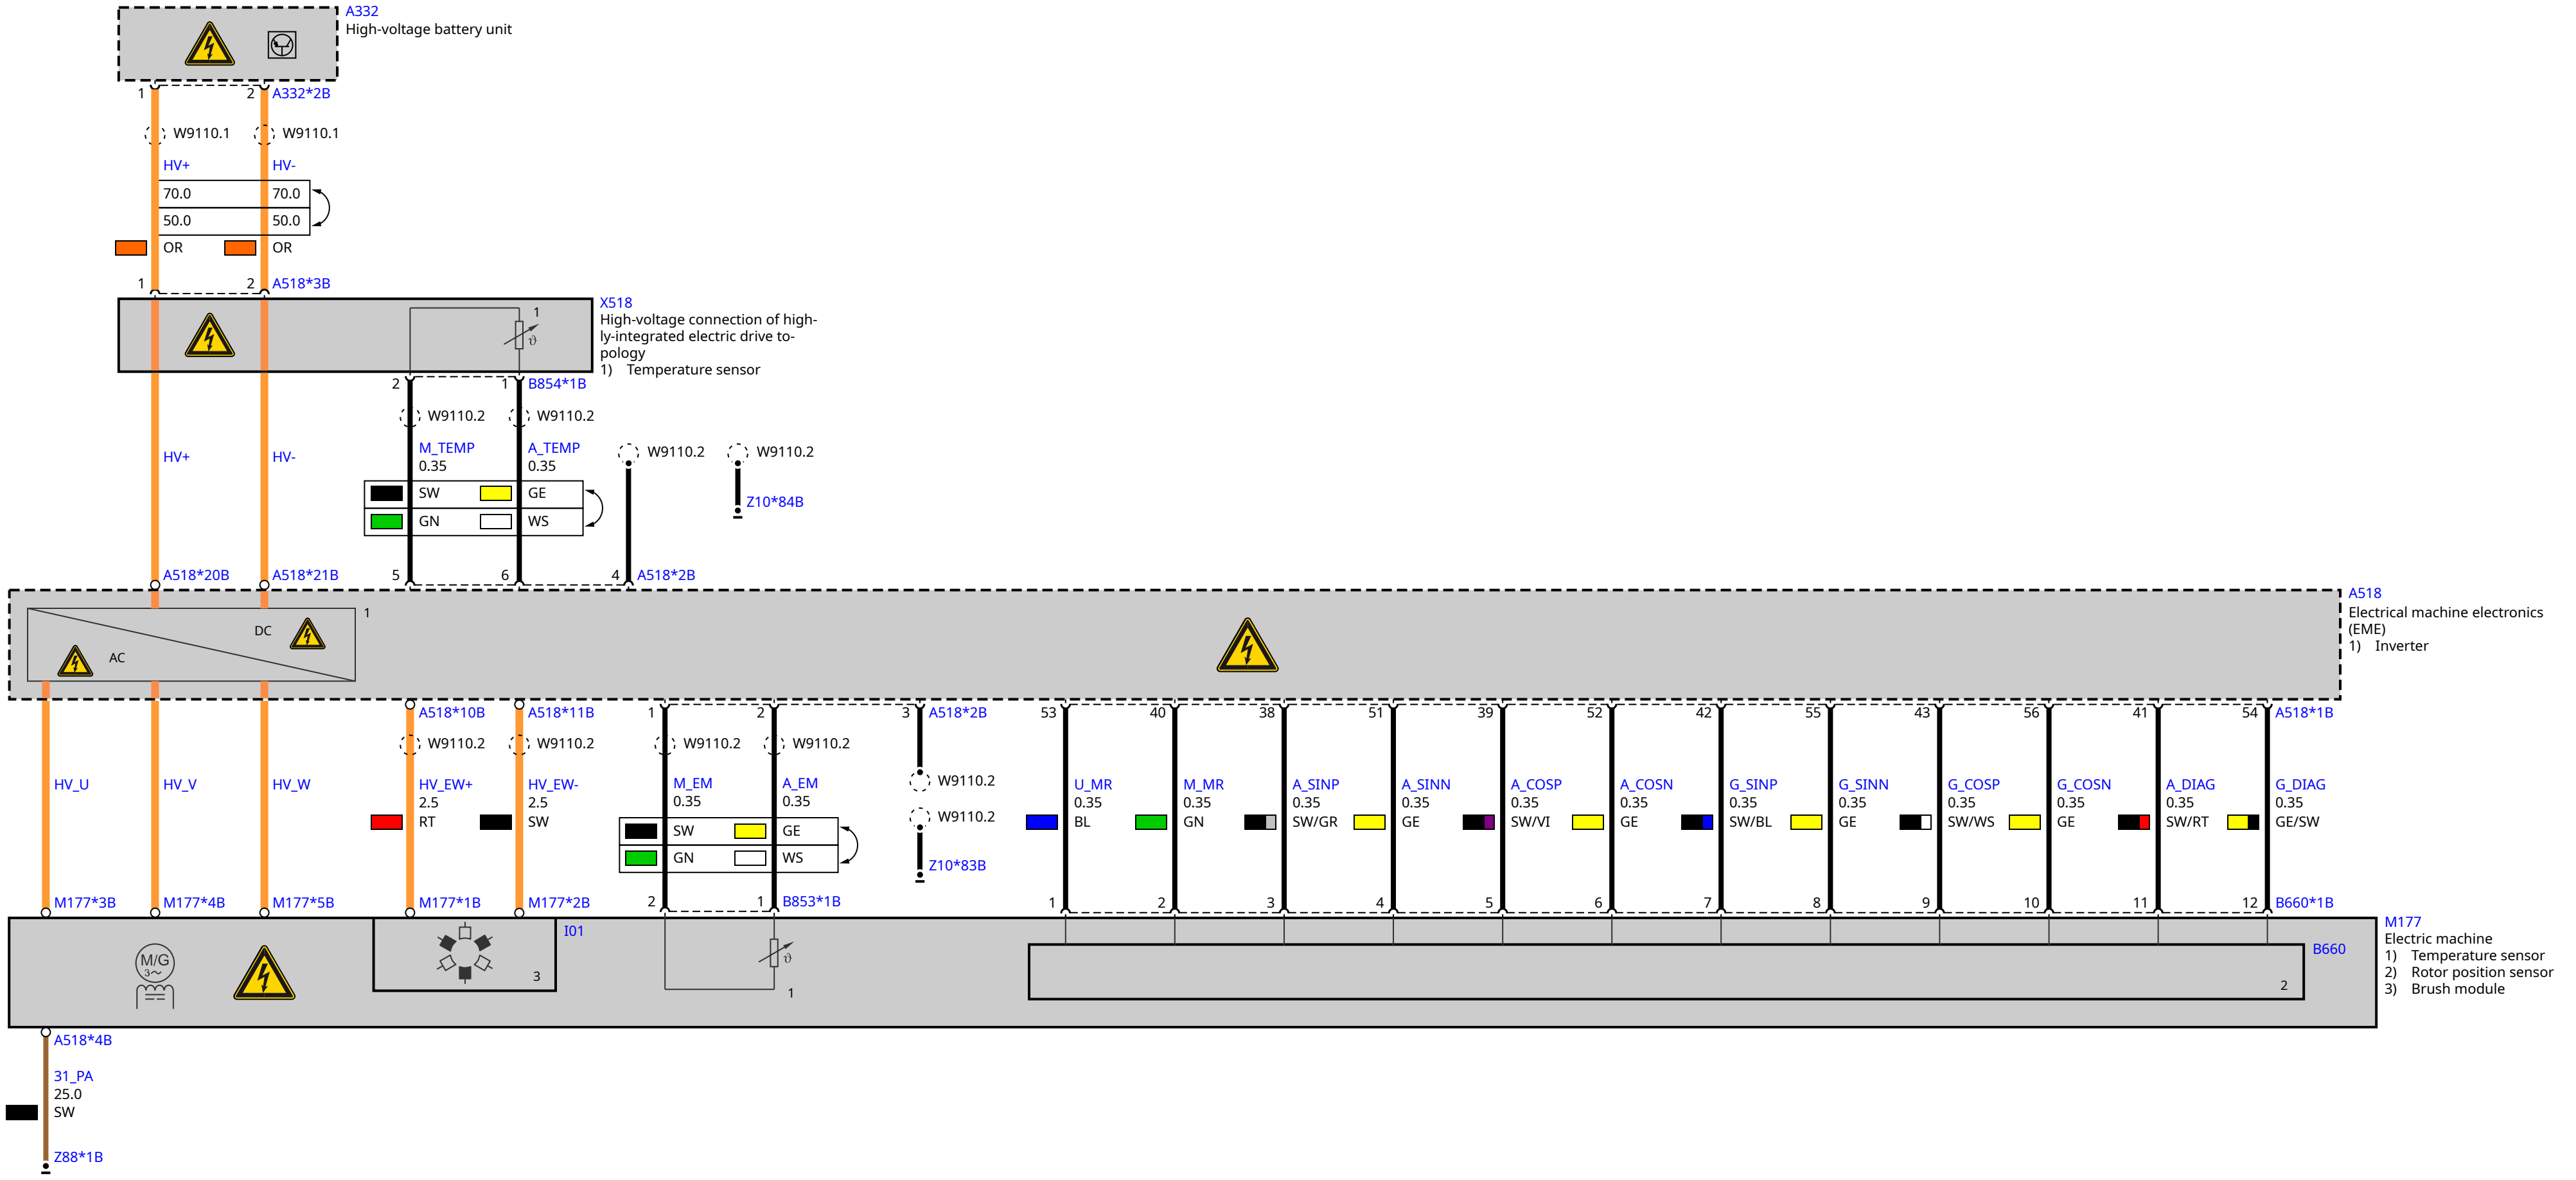 A332
High-voltage battery unit
1 2 A332*2B
W9110.1 W9110.1
HV+ HV-
70.0 70.0
50.0 50.0
OR OR
1 2 A518*3B
X518
1
High-voltage connection of high-
ϑ
ly-integrated electric drive to-
pology
1) Temperature sensor
2 1 B854*1B
W9110.2 W9110.2
M_TEMP A_TEMP W9110.2 W9110.2
HV+ HV- 0.35 0.35
SW GE
Z10*84B
GN WS
A518*20B A518*21B 5 6 4 A518*2B
A518
1
Electrical machine electronics
(EME)
DC
1) Inverter
AC
A518*10B A518*11B 1 2 3 A518*2B 53 40 38 51 39 52 42 55 43 56 41 54 A518*1B
W9110.2 W9110.2 W9110.2 W9110.2
W9110.2
HV_U HV_V HV_W HV_EW+ HV_EW- M_EM A_EM U_MR M_MR A_SINP A_SINN A_COSP A_COSN G_SINP G_SINN G_COSP G_COSN A_DIAG G_DIAG
2.5 2.5 0.35 0.35 0.35 0.35 0.35 0.35 0.35 0.35 0.35 0.35 0.35 0.35 0.35 0.35
W9110.2
RT SW SW GE BL GN SW/GR GE SW/VI GE SW/BL GE SW/WS GE SW/RT GE/SW
GN WS
Z10*83B
M177*3B M177*4B M177*5B M177*1B M177*2B 2 1 B853*1B 1 2 3 4 5 6 7 8 9 10 11 12 B660*1B
M177
I01
Electric machine
B660
M/G
3~
ϑ
1) Temperature sensor
3
2) Rotor position sensor
2
1
3) Brush module
A518*4B
31_PA
25.0
SW
Z88*1B